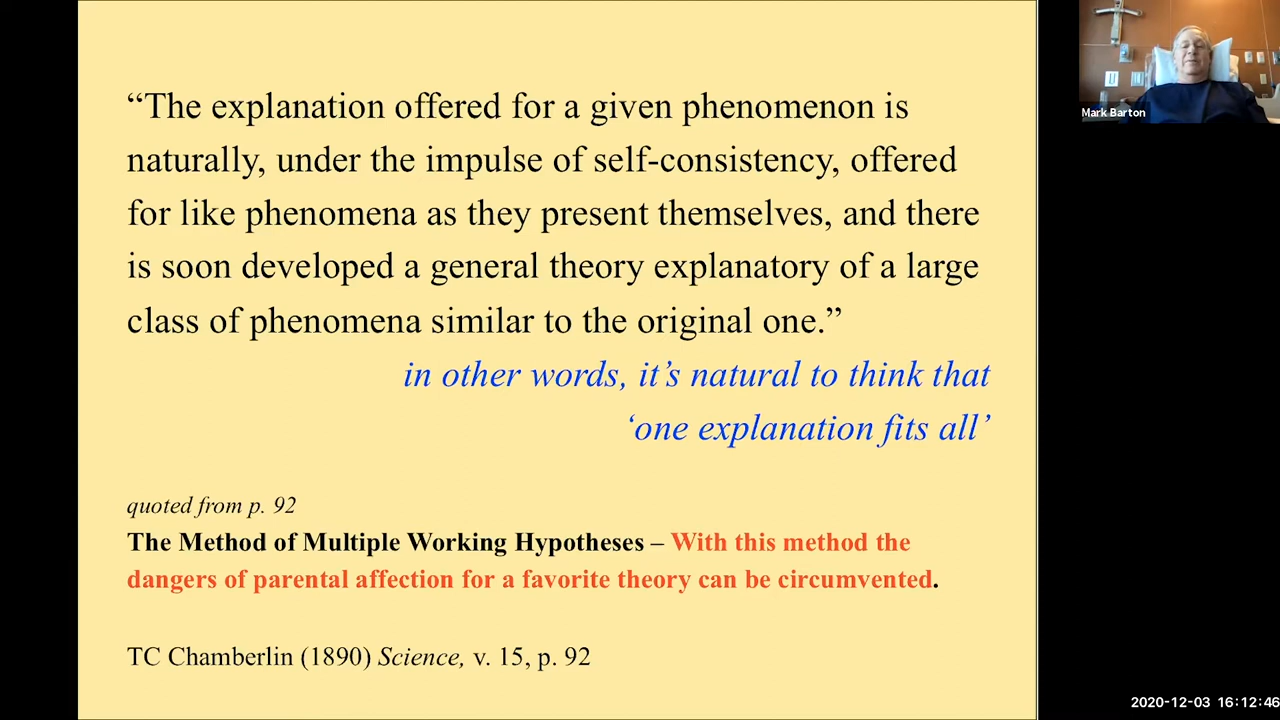 “The explanation offered for a given phenomenon is
naturally, under the impulse of self-consistency, offered
for like phenomena as they present themselves, and there
is soon developed a general theory explanatory of a large
class of phenomena similar to the original one.”
in other words, it’s natural to think that
‘one explanation fits all’
quoted from p. 92
The Method of Multiple Working Hypotheses – With this method the
dangers of parental affection for a favorite theory can be circumvented.
TC Chamberlin (1890) Science, v. 15, p. 92
Mark Barton
2020-12-03 16:12:46